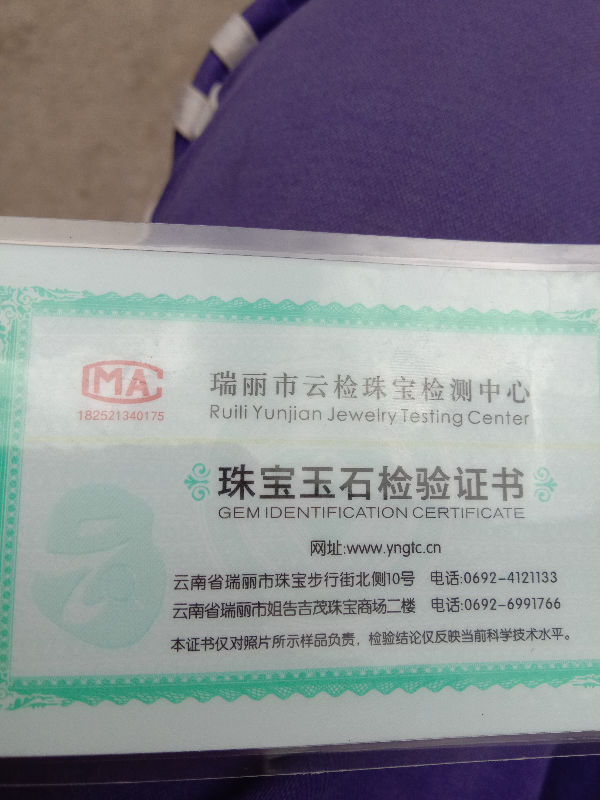 CMA
182521340175
瑞丽市云检珠宝检测中心
Ruili Yunjian Jewelry Testing Center
珠宝玉石检验证书
GEM IDENTIFICATION CERTIFICATE
网址:www.yngtc.cn
云南省瑞丽市珠宝步行街北侧10号 电话:0692-4121133
云南省瑞丽市姐告吉茂珠宝商场二楼 电话:0692-6991766
本证书仅对照片所示样品负责，检验结论仅反映当前科学技术水平。